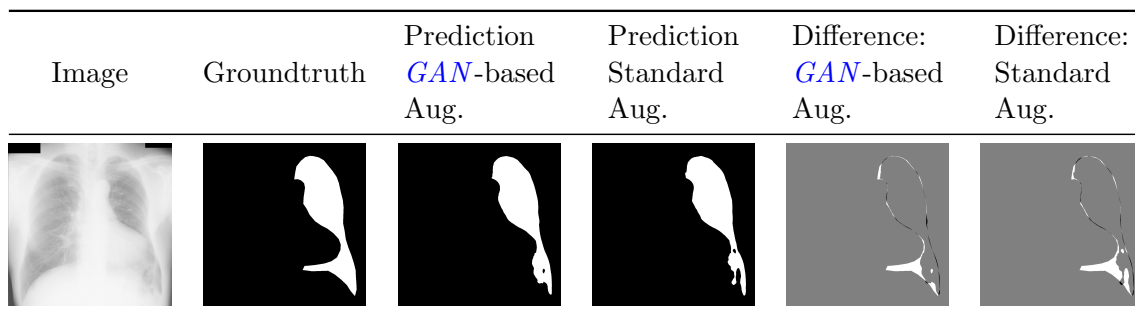 Image
Groundtruth
Prediction
GAN-based
Aug.
Prediction
Standard
Aug.
Difference:
GAN-based
Aug.
Difference:
Standard
Aug.